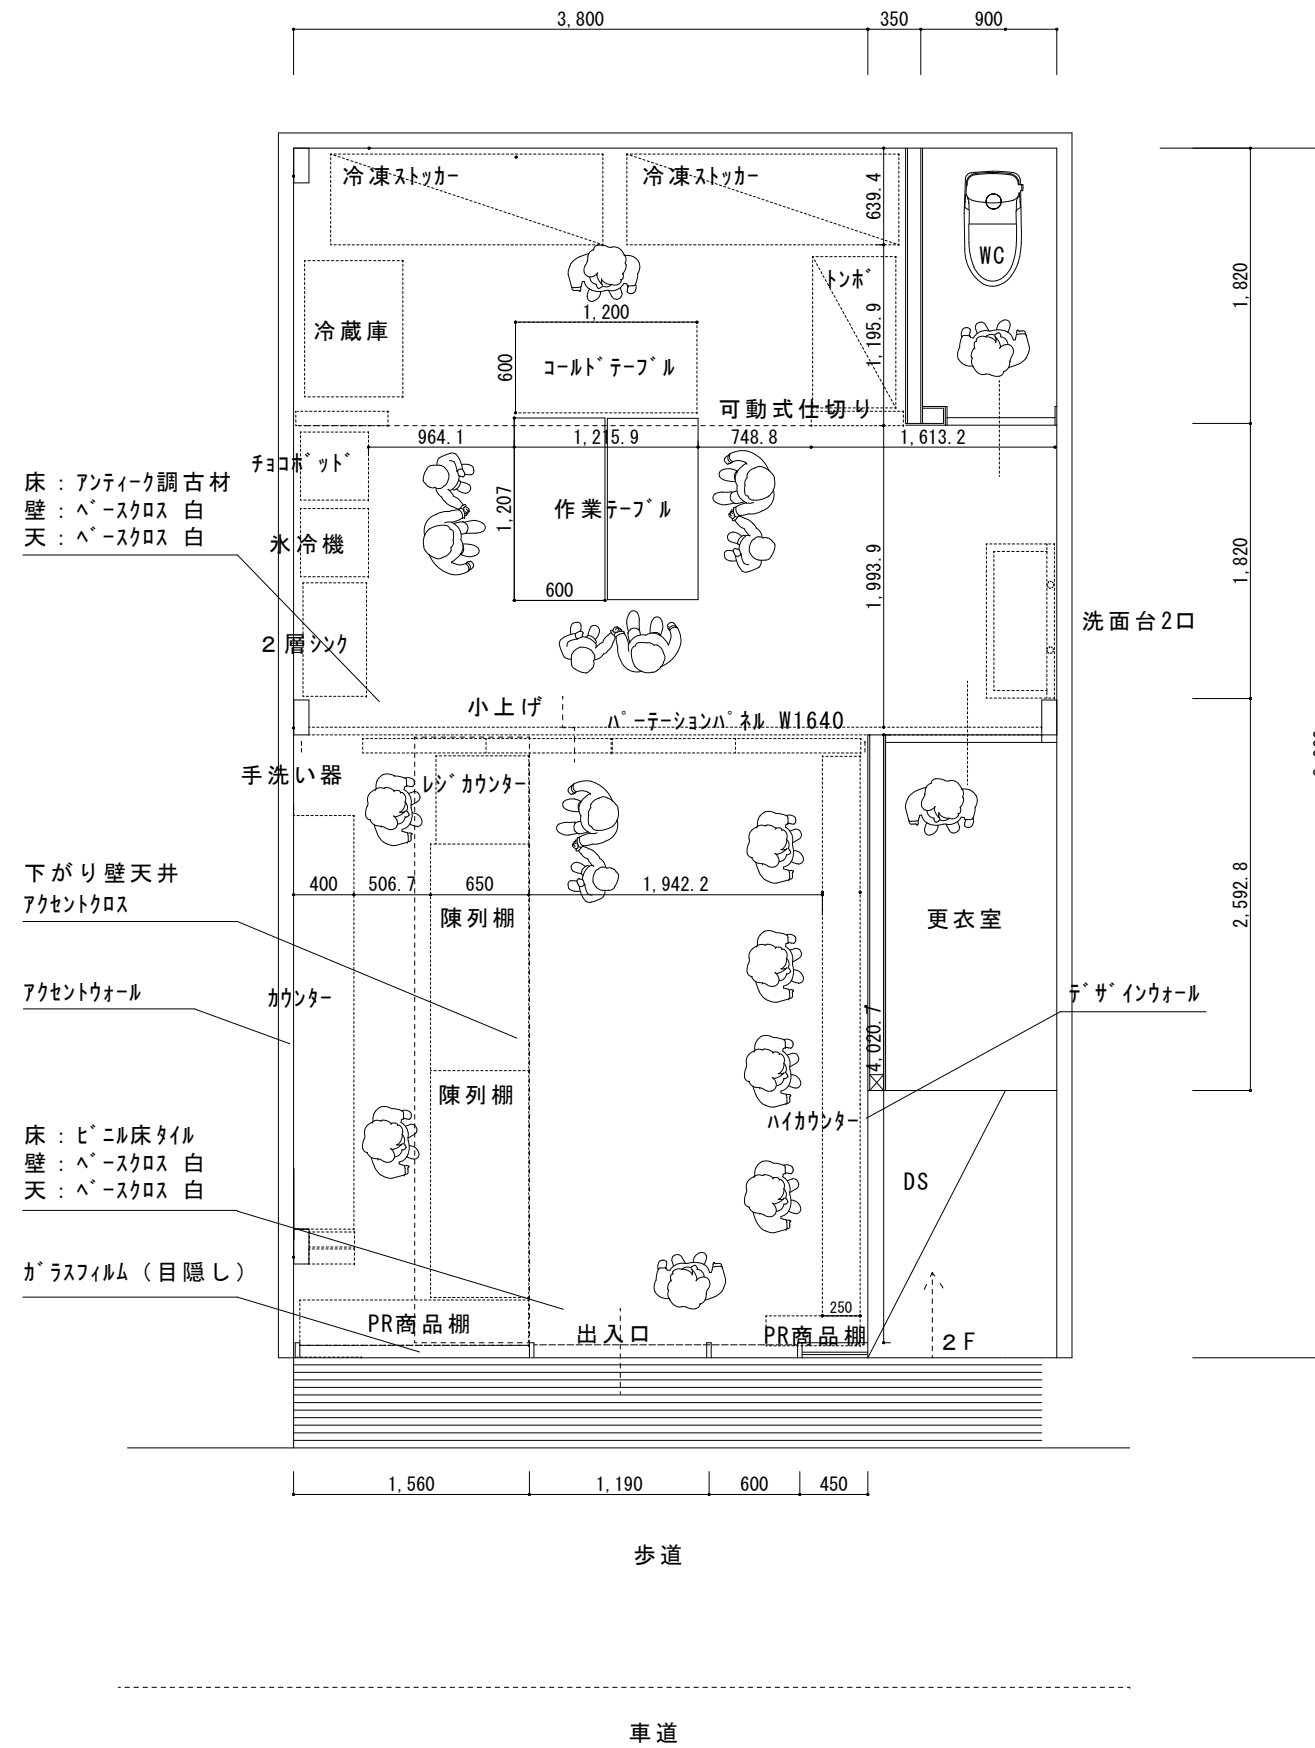 3,800
350
900
冷凍ストッカー
冷凍ストッカー
639.4
WC
トンボ
1,820
冷蔵庫
1,200
1,195.9
600
コールドテーブル
可動式仕切り
964.1
1,215.9
748.8
1,613.2
チョコポッド
床：アンティーク調古材
壁：ベースクロス 白
天：ベースクロス 白
1,207
作業テーブル
氷冷機
600
1,993.9
1,820
洗面台2口
2層シンク
小上げ
パーテーションパネル W1640
手洗い器
レジカウンター
下がり壁天井
アクセントクロス
400
506.7
650
1,942.2
2,592.8
陳列棚
更衣室
アクセントウォール
カウンター
デザインウォール
4,020.7
陳列棚
ハイカウンター
床：ビニル床タイル
壁：ベースクロス 白
天：ベースクロス 白
DS
ガラスフィルム（目隠し）
250
PR商品棚
出入口
PR商品棚
2F
1,560
1,190
600
450
歩道
車道